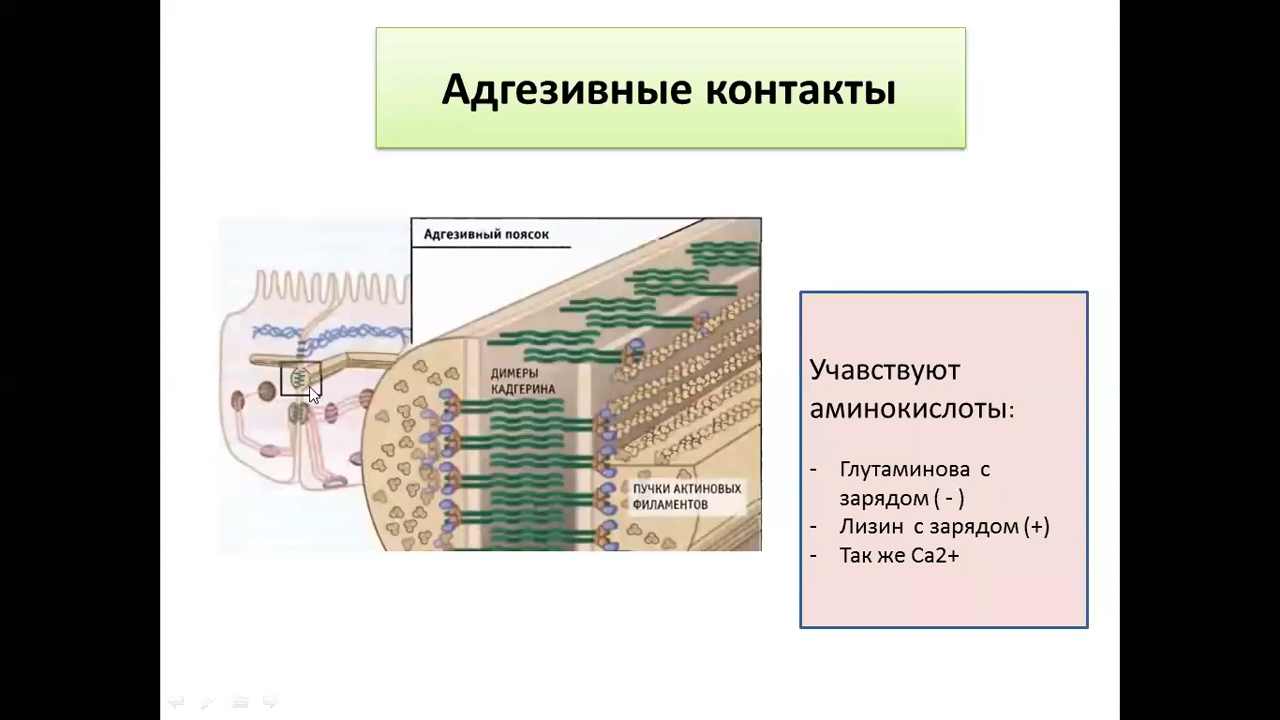 Адгезивные контакты
Адгезивный поясок
ДИМЕРЫ
КАДГЕРИНА
ПУЧКИ АКТИНОВЫХ
ФИЛАМЕНТОВ
Учавствуют
аминокислоты:
- Глутаминова с
зарядом ( - )
- Лизин с зарядом (+)
- Так же Са2+